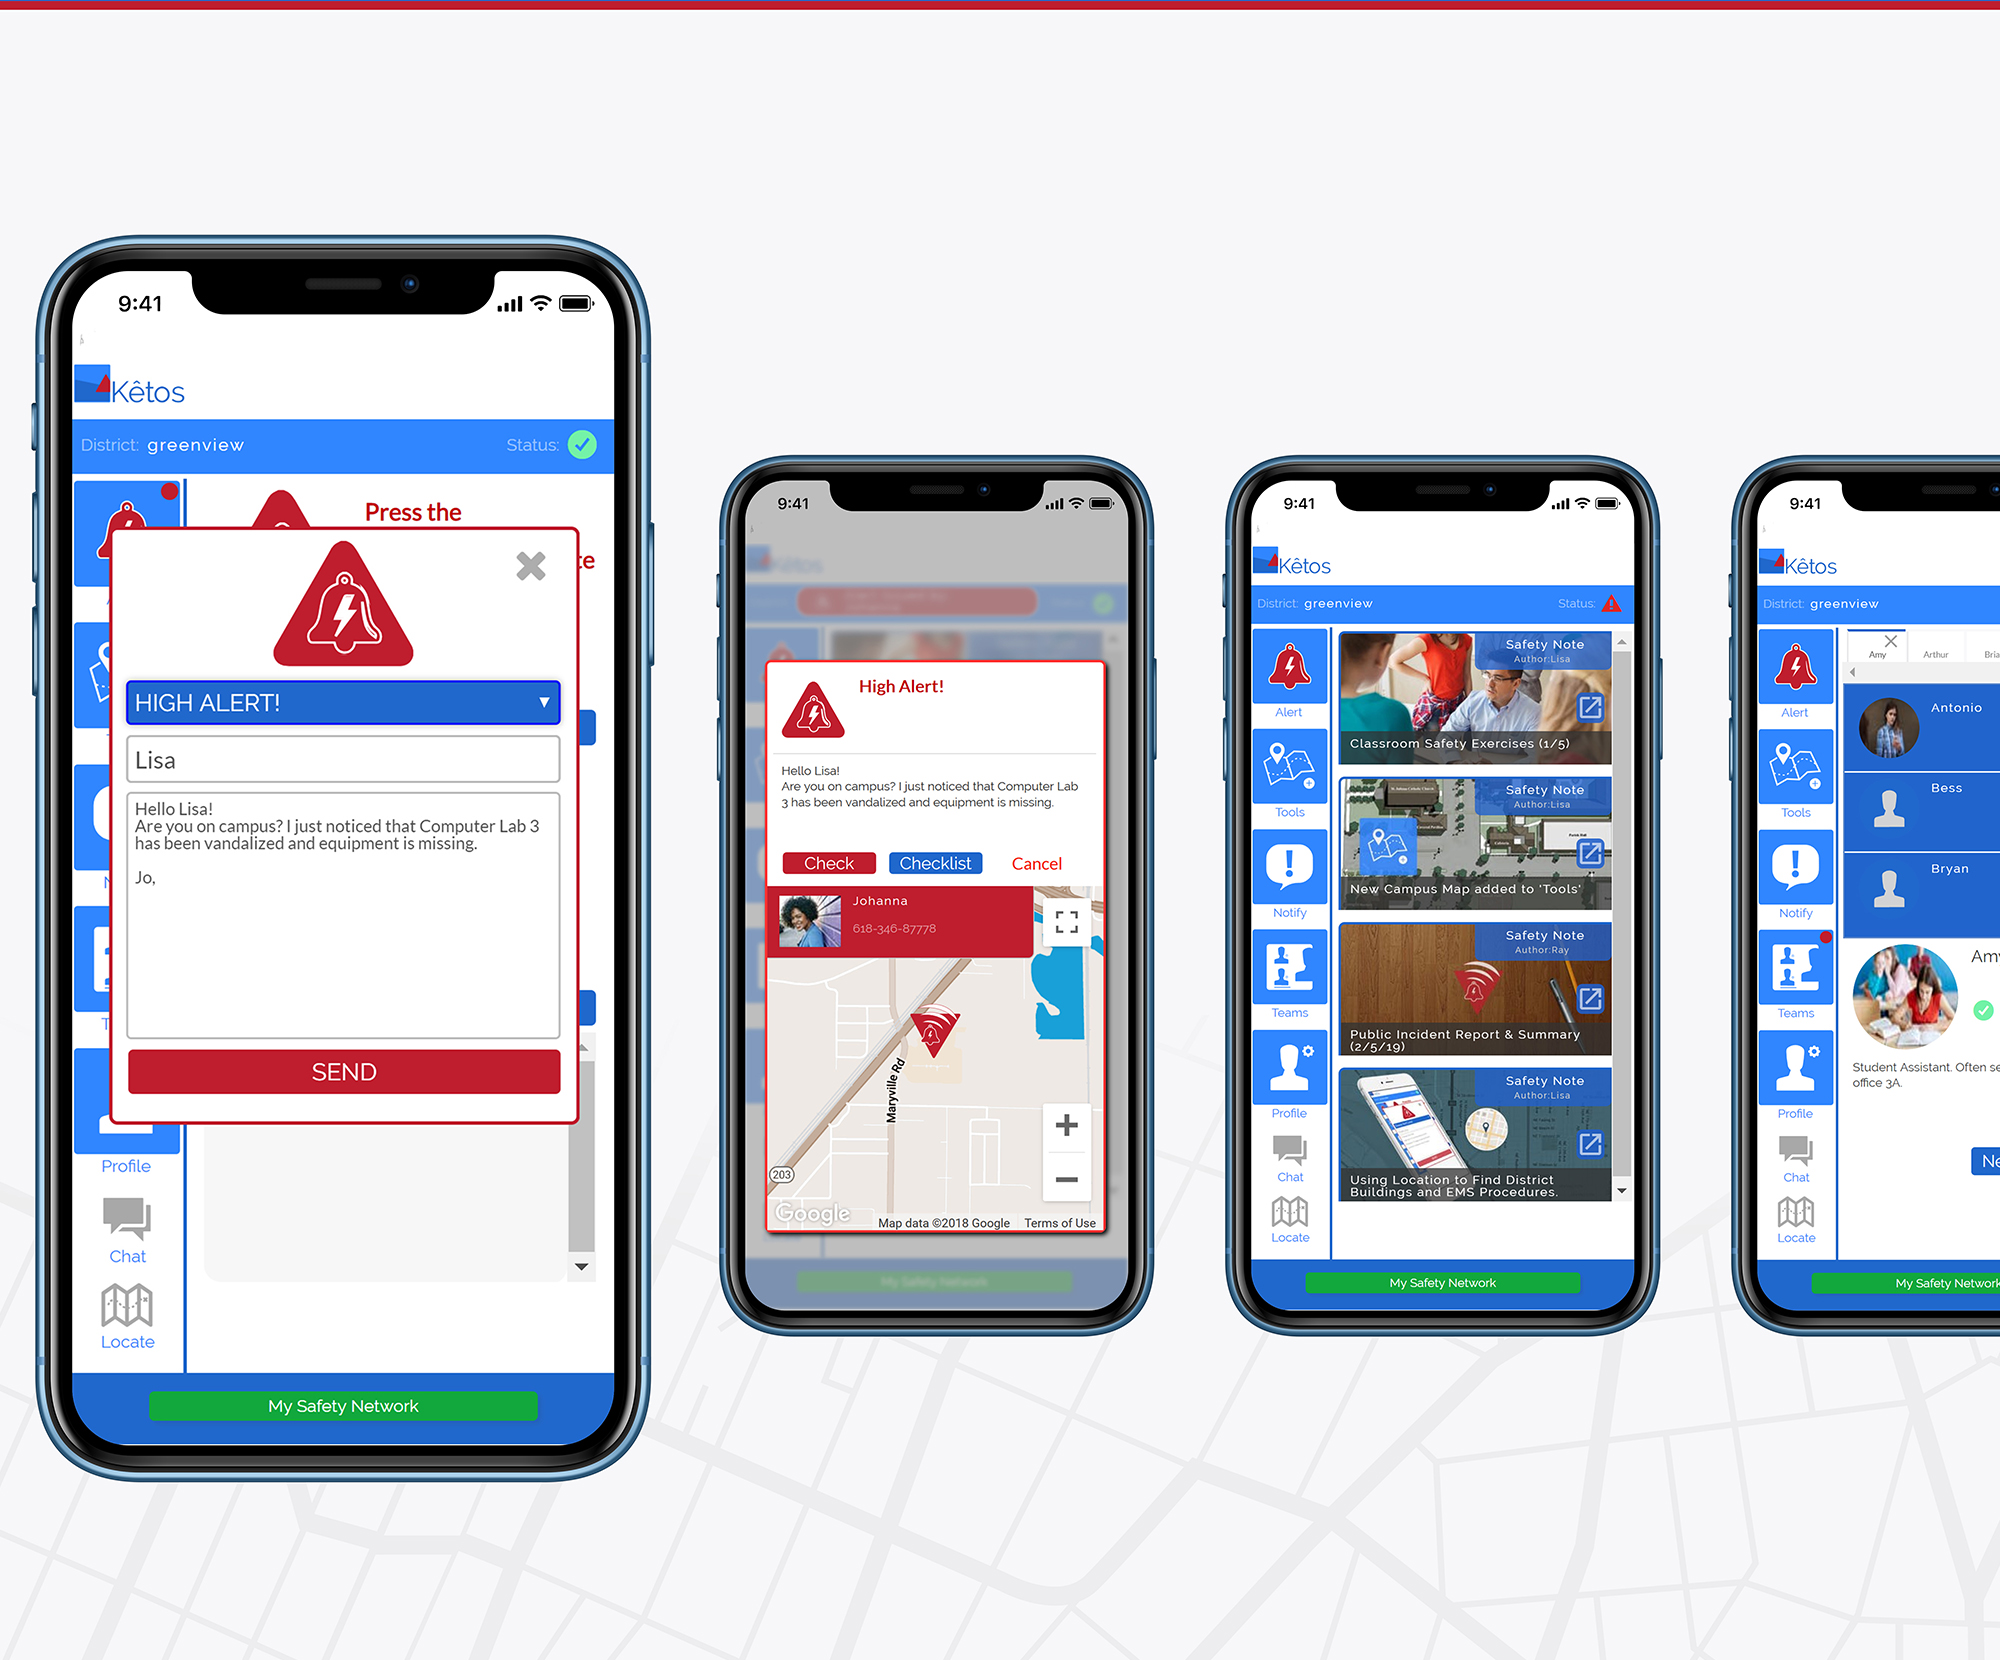 9:41
Kêtos
District: greenview
Status:
Press the
te
HIGH ALERT!
Lisa
Hello Lisa!
Are you on campus? I just noticed that Computer Lab 3
has been vandalized and equipment is missing.
Jo,
SEND
Profile
Chat
Locate
My Safety Network
9:41
Kêtos
High Alert!
Hello Lisa!
Are you on campus? I just noticed that Computer Lab
3 has been vandalized and equipment is missing.
Check
Checklist
Cancel
Johanna
618-346-87778
Maryville Rd
203
Google
Map data ©2018 Google
Terms of Use
My Safety Network
9:41
Kêtos
District: greenview
Status:
Alert
Tools
Notify
Teams
Profile
Chat
Locate
Safety Note
Author:Lisa
Classroom Safety Exercises (1/5)
Safety Note
Author:Lisa
New Campus Map added to 'Tools'
Safety Note
Author:Ray
Public Incident Report & Summary
(2/5/19)
Safety Note
Author:Lisa
Using Location to Find District
Buildings and EMS Procedures.
My Safety Network
9:41
Kêtos
District: greenview
Alert
Tools
Notify
Teams
Profile
Chat
Locate
Amy
Arthur
Bria
Antonio
Bess
Bryan
Amy
Student Assistant. Often se
office 3A.
Ne
My Safety Network